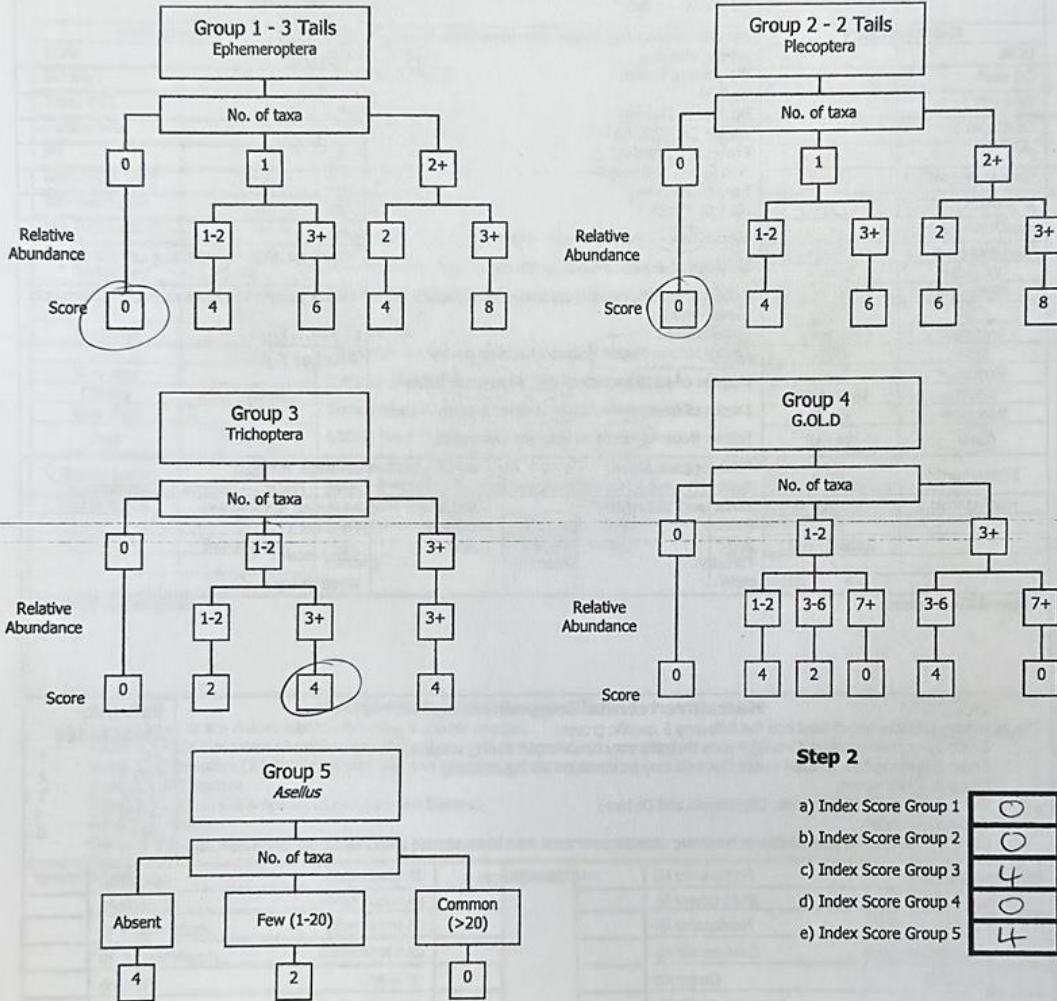 Group 1 - 3 Tails
Ephemeroptera
No. of taxa
0 1 2+
Relative
Abundance
1-2 3+ 2 3+
Score 0 4 6 4 8
Group 2 - 2 Tails
Plecoptera
No. of taxa
0 1 2+
Relative
Abundance
1-2 3+ 2 3+
Score 0 4 6 6 8
Group 3
Trichoptera
No. of taxa
0 1-2 3+
Relative
Abundance
1-2 3+ 3+
Score 0 2 4 4
Group 4
G.OL.D
No. of taxa
0 1-2 3+
Relative
Abundance
1-2 3-6 7+ 3-6 7+
Score 0 4 2 0 4 0
Group 5
Asellus
No. of taxa
Absent
Few (1-20)
Common
(>20)
4 2 0
Step 2
a) Index Score Group 1 0
b) Index Score Group 2 0
c) Index Score Group 3 4
d) Index Score Group 4 0
e) Index Score Group 5 4